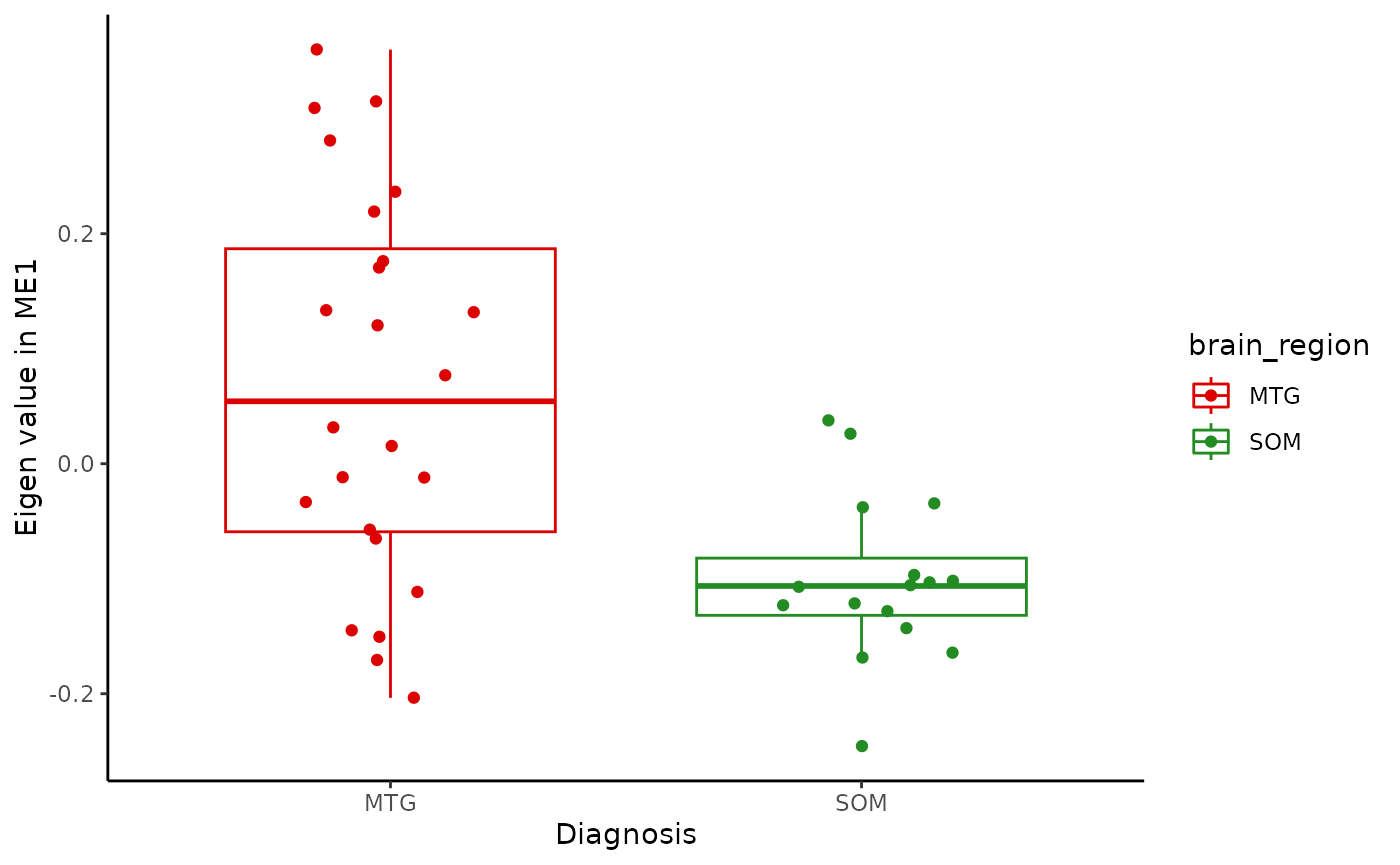 Eigen value in ME1
0.2
0.0
-0.2
MTG
SOM
Diagnosis
brain_region
MTG
SOM